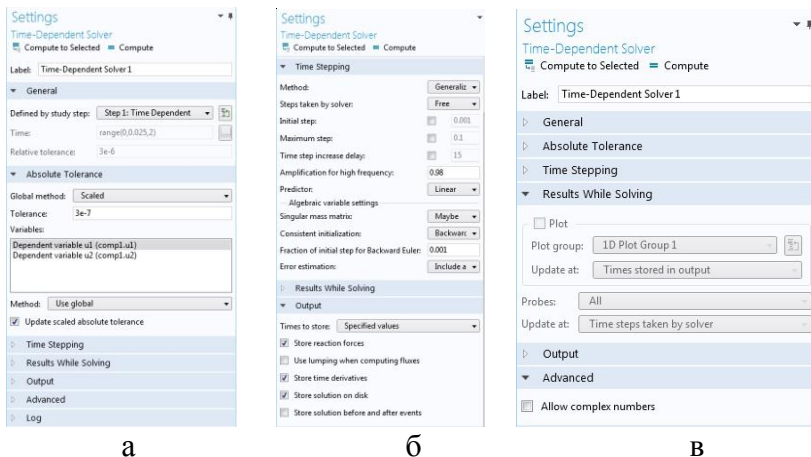 Settings
Time-Dependent Solver
Compute to Selected = Compute
Label: Time-Dependent Solver 1
General
Defined by study step: Step 1: Time Dependent
Time: range(0,0.025,2)
Relative tolerance: 3e-6
Absolute Tolerance
Global method: Scaled
Tolerance: 3e-7
Variables:
Dependent variable u1 (comp1.u1)
Dependent variable u2 (comp1.u2)
Method: Use global
Update scaled absolute tolerance
Time Stepping
Results While Solving
Output
Advanced
Log
а
Settings
Time-Dependent Solver
Compute to Selected = Compute
Time Stepping
Method: Generaliz
Steps taken by solver: Free
Initial step: 0.001
Maximum step: 0.1
Time step increase delay: 15
Amplification for high frequency: 0.98
Predictor: Linear
Algebraic variable settings
Singular mass matrix: Maybe
Consistent initialization: Backwarc
Fraction of initial step for Backward Euler: 0.001
Error estimation: Include a
Results While Solving
Output
Times to store: Specified values
Store reaction forces
Use lumping when computing fluxes
Store time derivatives
Store solution on disk
Store solution before and after events
б
Settings
Time-Dependent Solver
Compute to Selected = Compute
Label: Time-Dependent Solver 1
General
Absolute Tolerance
Time Stepping
Results While Solving
Plot
Plot group: 1D Plot Group 1
Update at: Times stored in output
Probes: All
Update at: Time steps taken by solver
Output
Advanced
Allow complex numbers
в